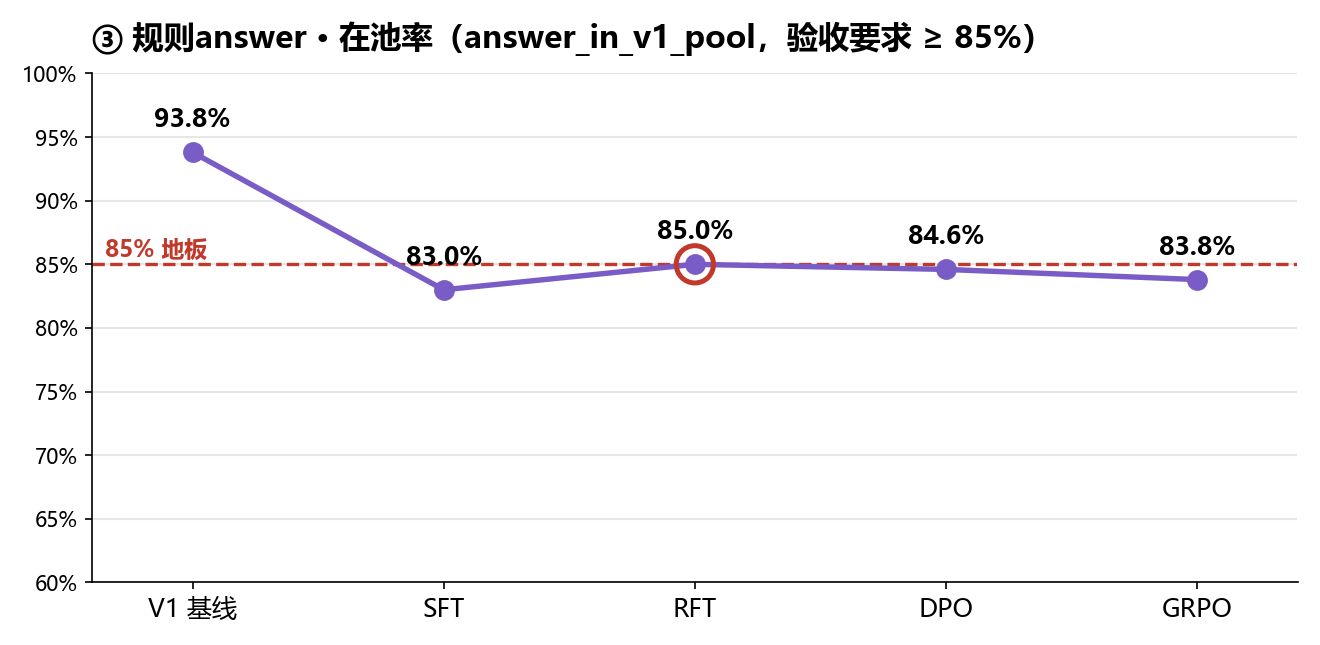 ③ 规则answer • 在池率（answer_in_v1_pool，验收要求 ≥ 85%）
100%
95%
90%
85%
80%
75%
70%
65%
60%
93.8%
85% 地板
83.0%
85.0%
84.6%
83.8%
V1 基线
SFT
RFT
DPO
GRPO